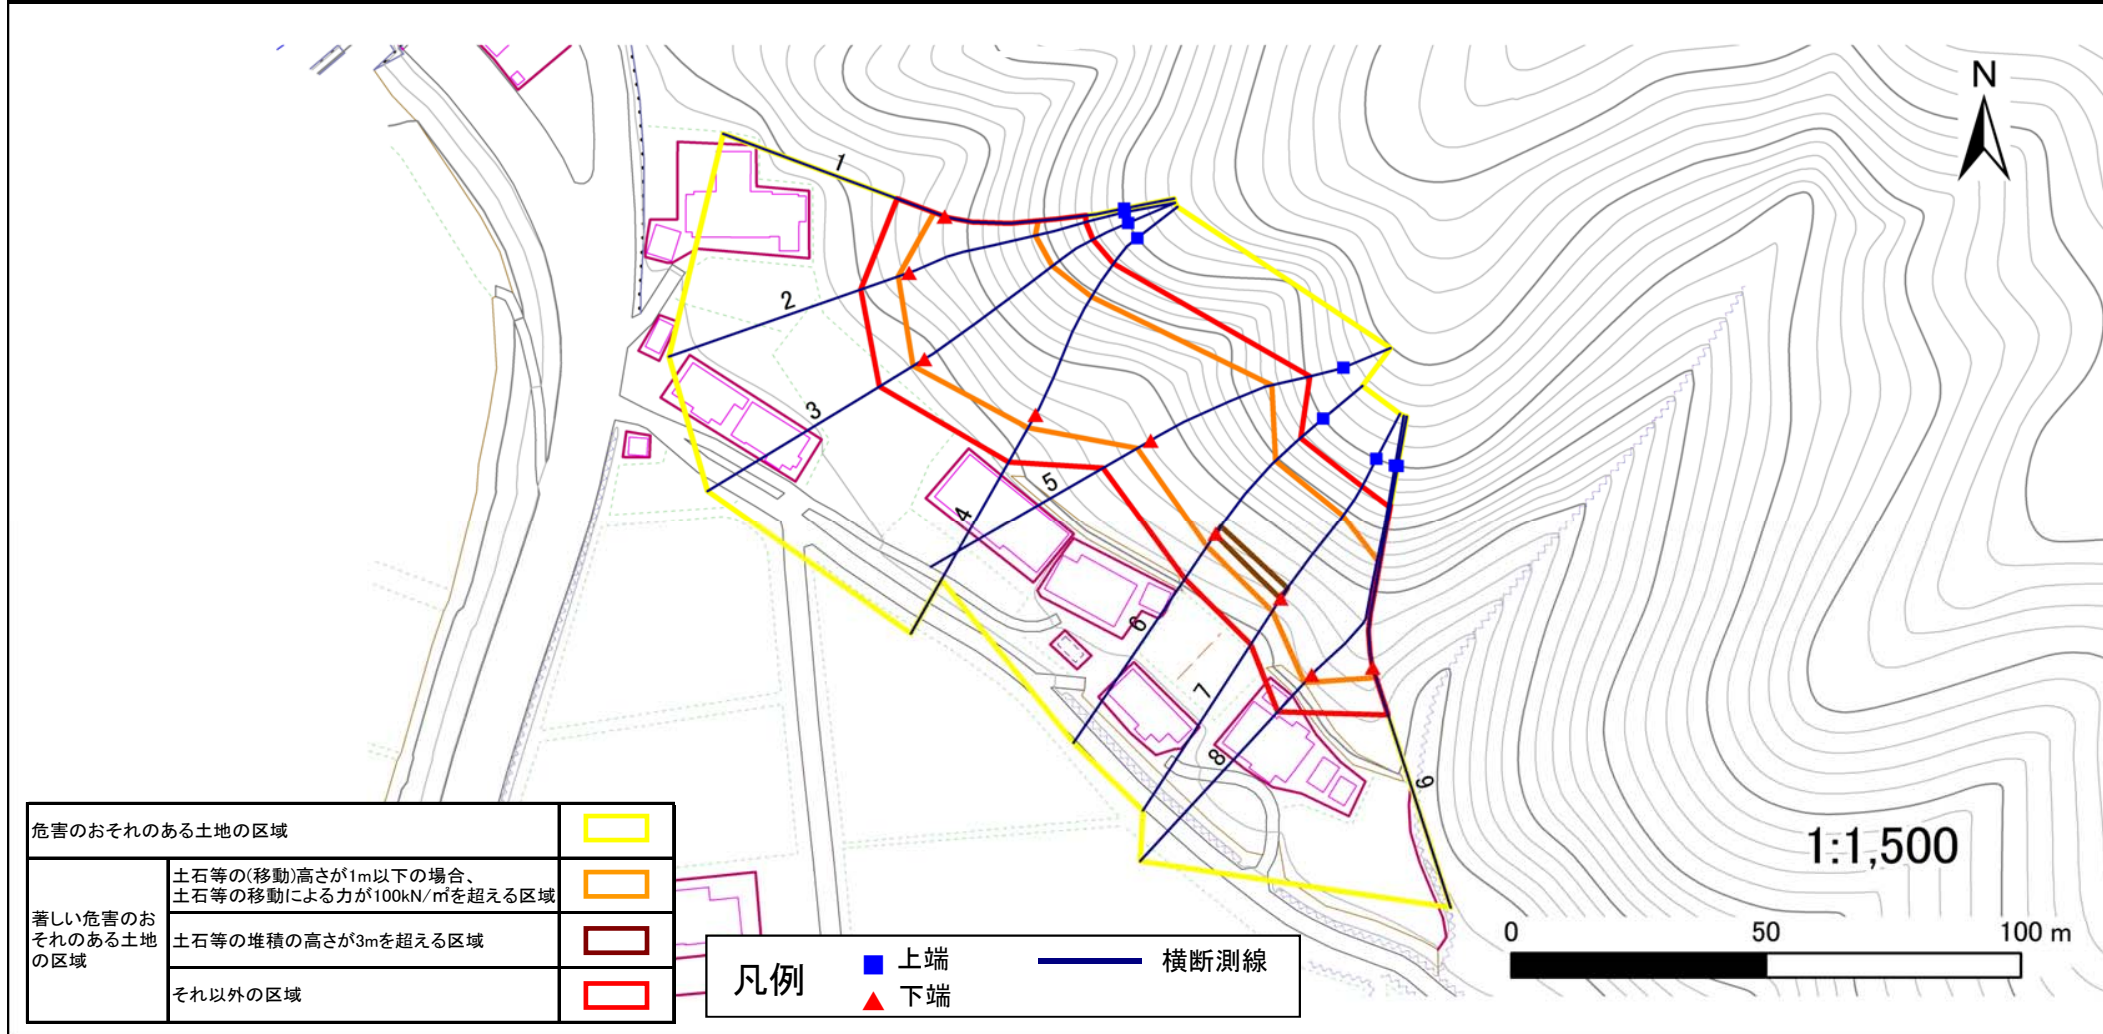 N
1
2
3
4
5
6
7
8
9
1:1,500
0 50 100 m
危害のおそれのある土地の区域
著しい危害のお
それのある土地
の区域
土石等の(移動)高さが1m以下の場合、
土石等の移動による力が100kN/㎡を超える区域
土石等の堆積の高さが3mを超える区域
それ以外の区域
凡例
上端
下端
横断測線